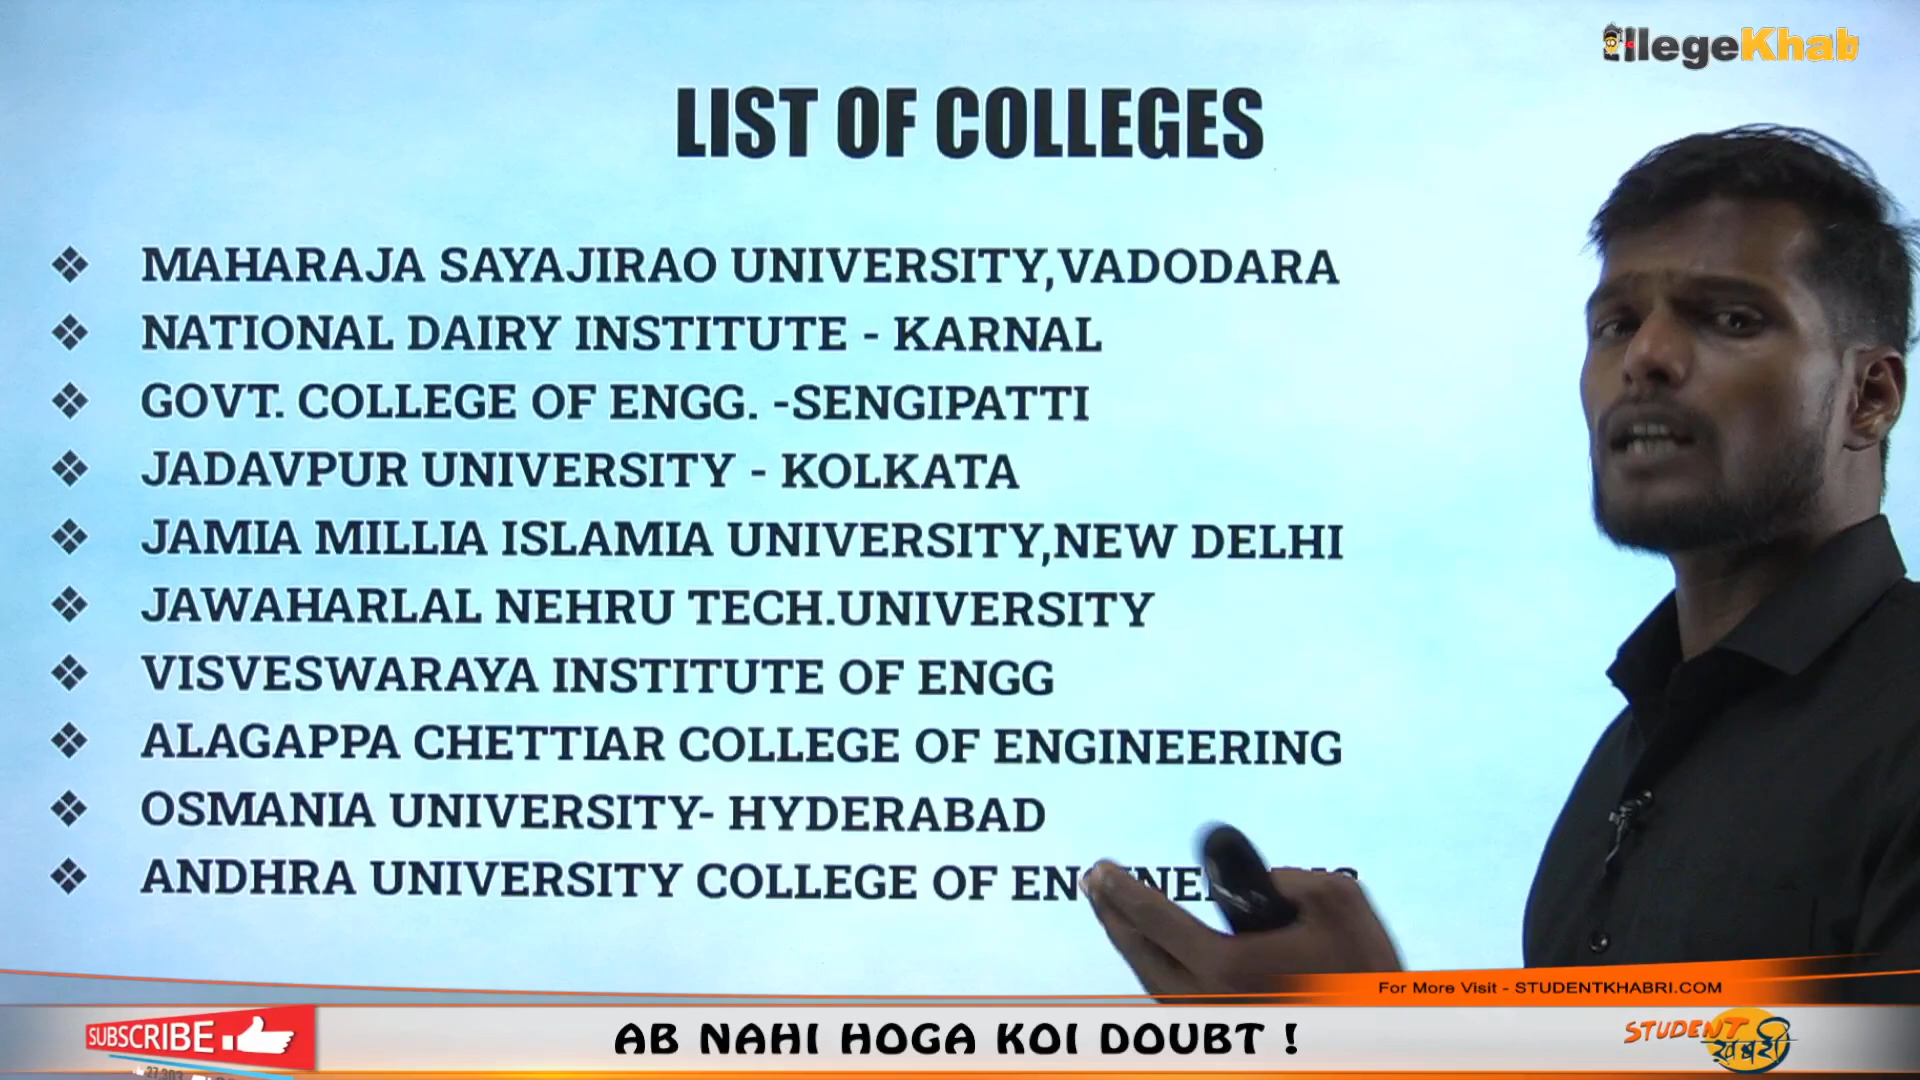 llegeKhab
LIST OF COLLEGES
❖ MAHARAJA SAYAJIRAO UNIVERSITY,VADODARA
❖ NATIONAL DAIRY INSTITUTE - KARNAL
❖ GOVT. COLLEGE OF ENGG. -SENGIPATTI
❖ JADAVPUR UNIVERSITY - KOLKATA
❖ JAMIA MILLIA ISLAMIA UNIVERSITY,NEW DELHI
❖ JAWAHARLAL NEHRU TECH.UNIVERSITY
❖ VISVESWARAYA INSTITUTE OF ENGG
❖ ALAGAPPA CHETTIAR COLLEGE OF ENGINEERING
❖ OSMANIA UNIVERSITY- HYDERABAD
❖ ANDHRA UNIVERSITY COLLEGE OF
For More Visit - STUDENTKHABRI.COM
SUBSCRIBE
AB NAHI HOGA KOI DOUBT !
STUDENT
ख़बरी
27,303